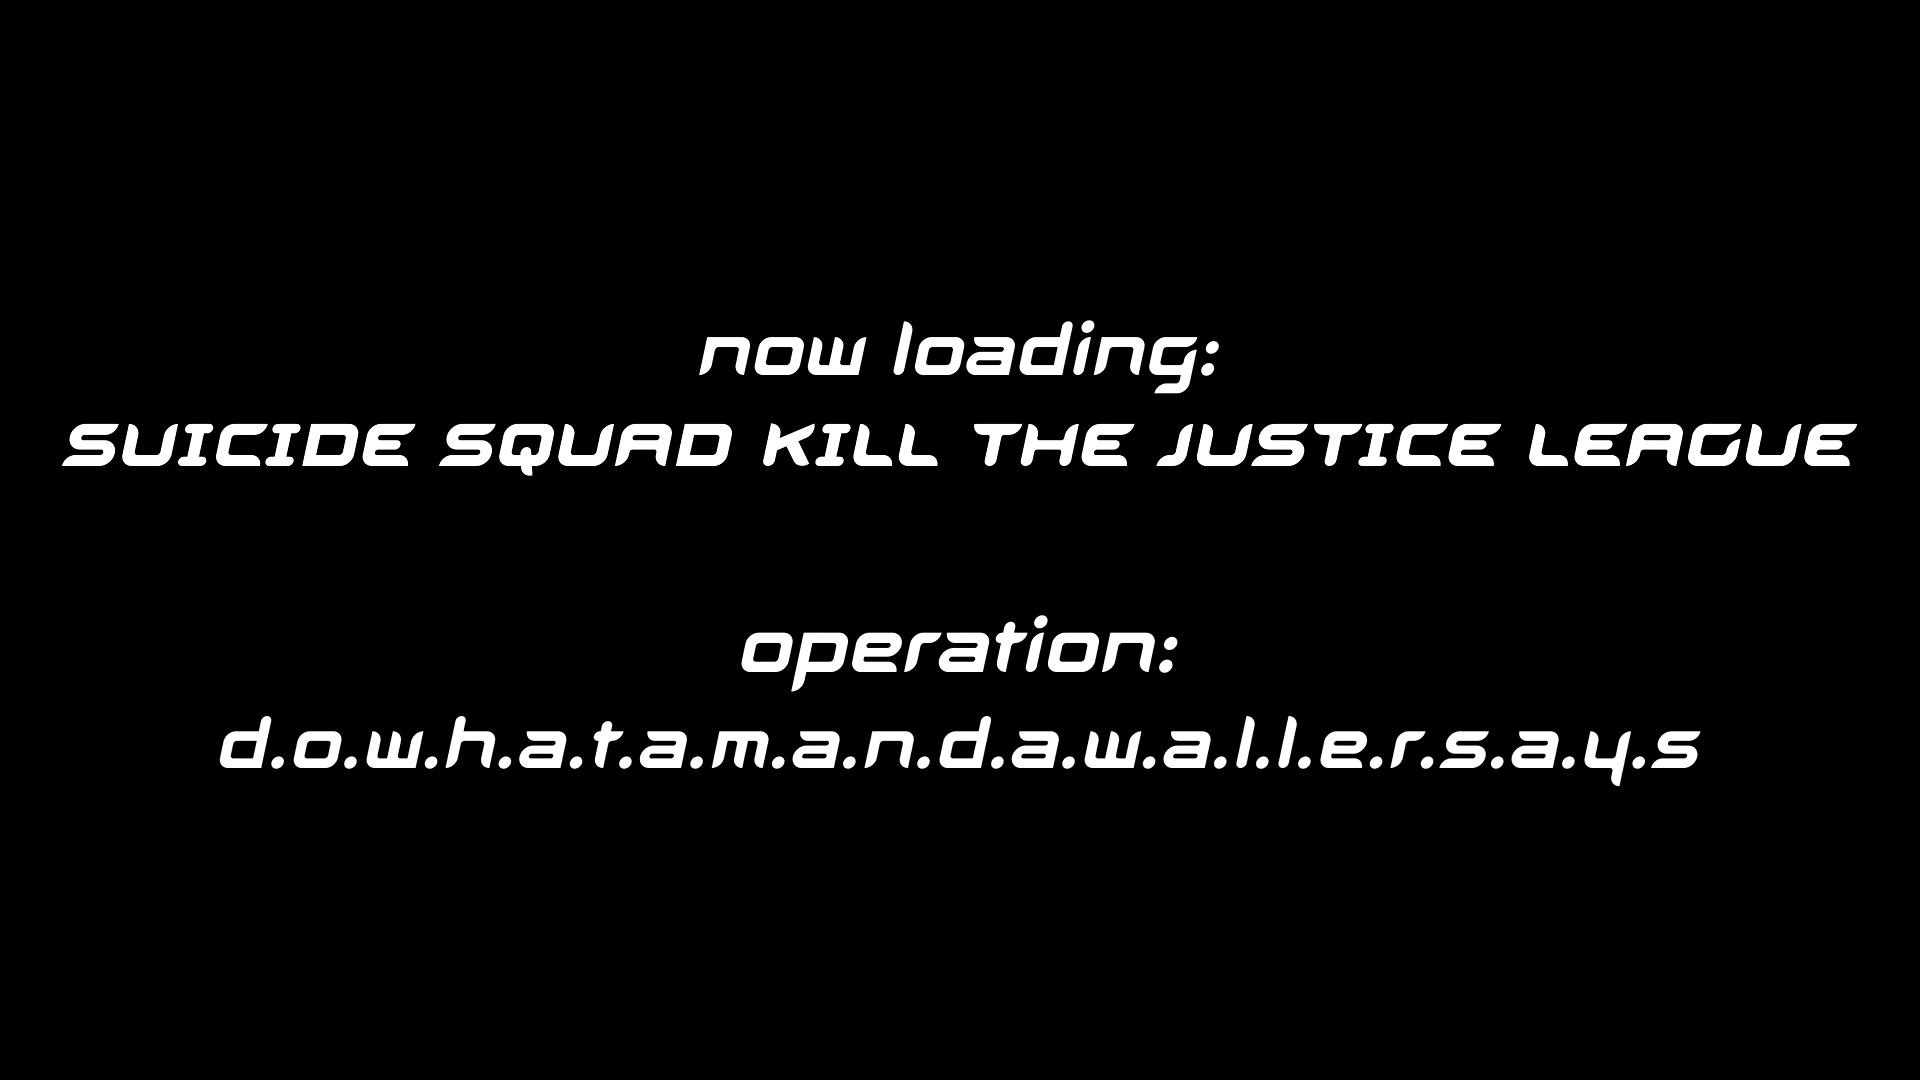 now loading:
SUICIDE SQUAD KILL THE JUSTICE LEAGUE
operation:
d.o.w.h.a.t.a.m.a.n.d.a.w.a.l.l.e.r.s.a.y.s